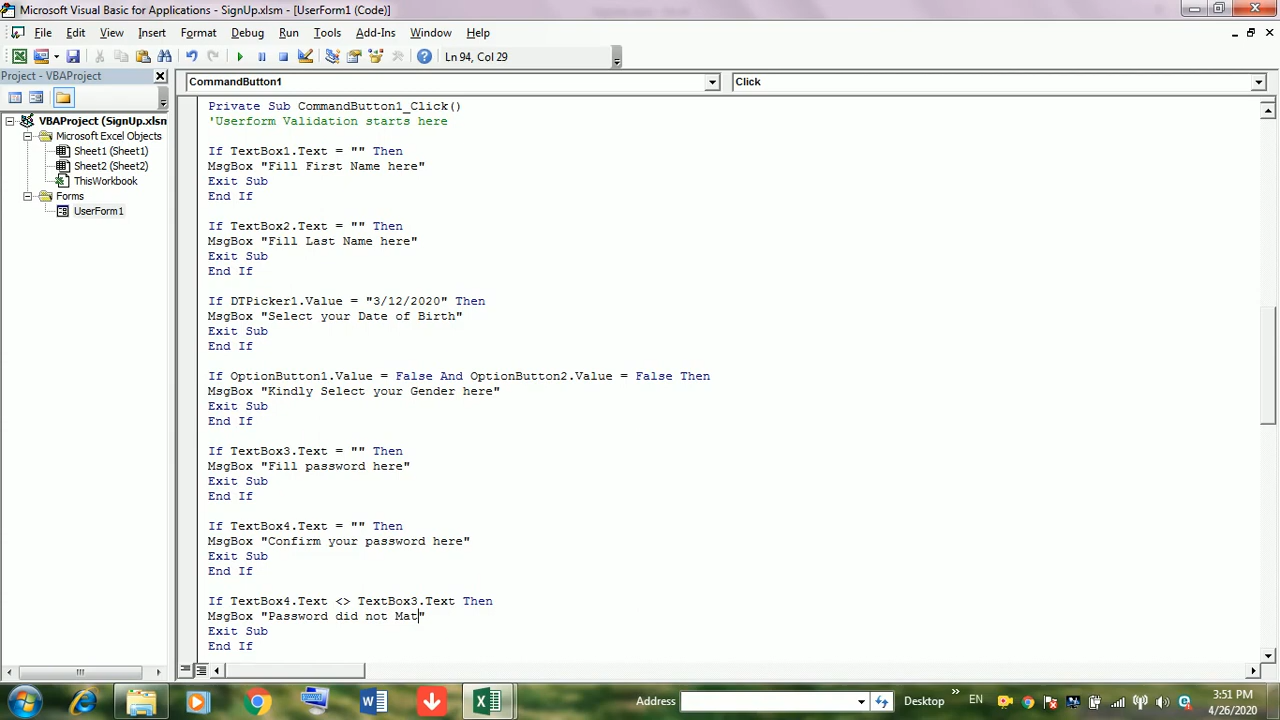 Microsoft Visual Basic for Applications - SignUp.xlsm - [UserForm1 (Code)]
File Edit View Insert Format Debug Run Tools Add-Ins Window Help
Ln 94, Col 29
Project - VBAProject
CommandButton1
Click
VBAProject (SignUp.xlsm
Microsoft Excel Objects
Sheet1 (Sheet1)
Sheet2 (Sheet2)
ThisWorkbook
Forms
UserForm1
Private Sub CommandButton1_Click()
'Userform Validation starts here
If TextBox1.Text = "" Then
MsgBox "Fill First Name here"
Exit Sub
End If
If TextBox2.Text = "" Then
MsgBox "Fill Last Name here"
Exit Sub
End If
If DTPicker1.Value = "3/12/2020" Then
MsgBox "Select your Date of Birth"
Exit Sub
End If
If OptionButton1.Value = False And OptionButton2.Value = False Then
MsgBox "Kindly Select your Gender here"
Exit Sub
End If
If TextBox3.Text = "" Then
MsgBox "Fill password here"
Exit Sub
End If
If TextBox4.Text = "" Then
MsgBox "Confirm your password here"
Exit Sub
End If
If TextBox4.Text <> TextBox3.Text Then
MsgBox "Password did not Mat"
Exit Sub
End If
Address
Desktop
EN
3:51 PM
4/26/2020